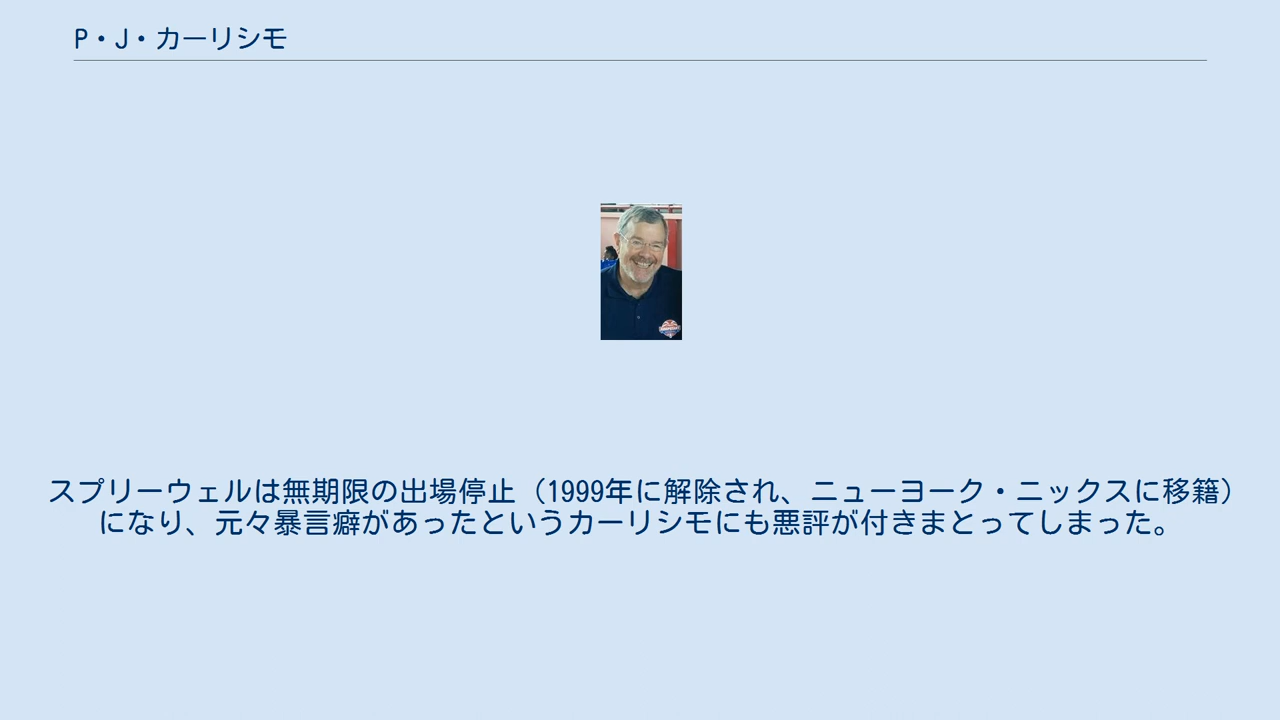 P・J・カーリシモ
スプリーウェルは無期限の出場停止（1999年に解除され、ニューヨーク・ニックスに移籍）
になり、元々暴言癖があったというカーリシモにも悪評が付きまとってしまった。